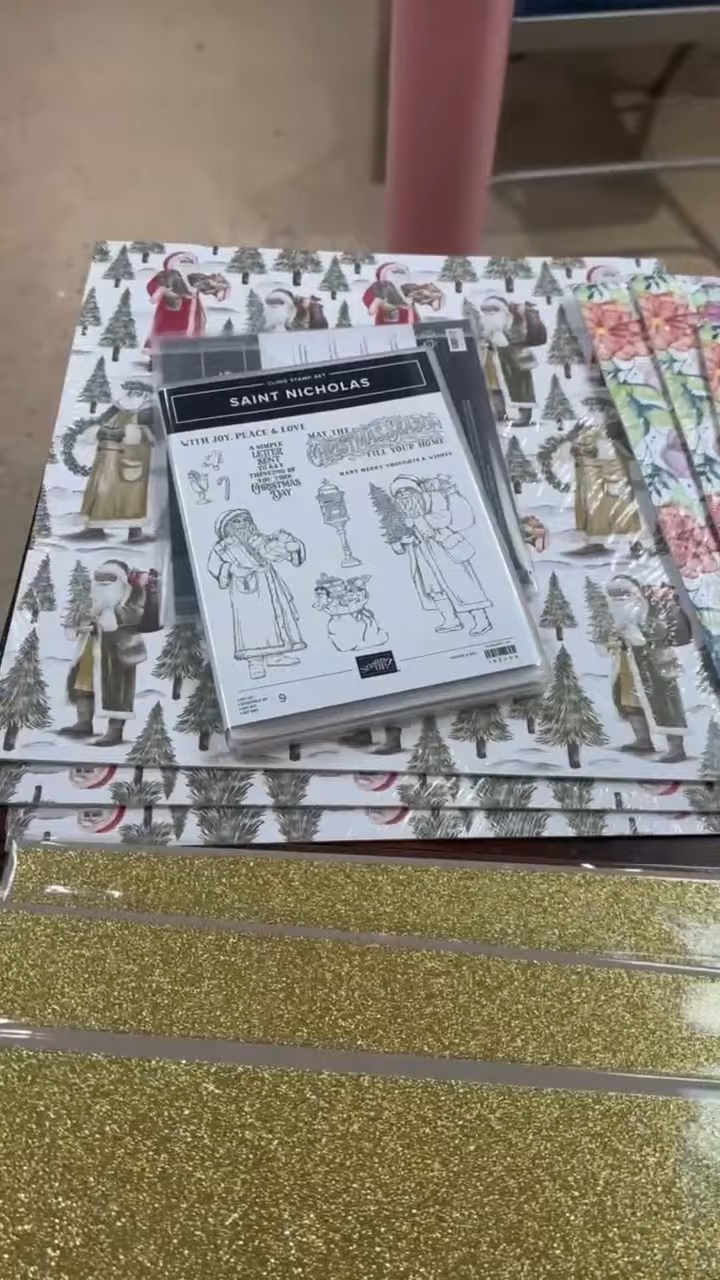 CLING STAMP SET
SAINT NICHOLAS
WITH JOY, PEACE & LOVE
A SIMPLE
LETTER
SENT
TO SAY
THINKING OF
YOU THIS
CHRISTMAS
DAY
MAY THE
CHRISTMAS SEASON
FILL YOUR HOME
MANY MERRY THOUGHTS & WISHES
STAMPIN' UP!
9